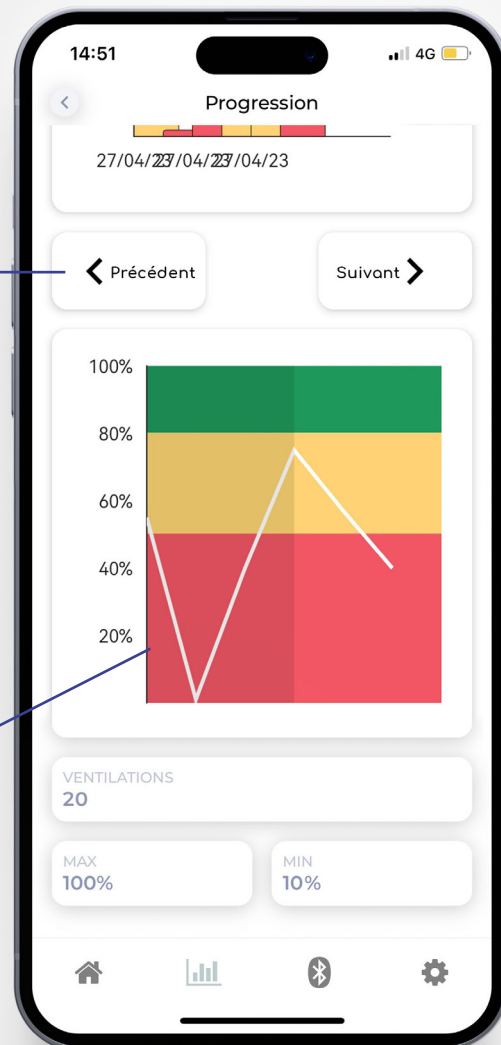 14:51
4G
Progression
27/04/23 27/04/23 27/04/23
Précédent
Suivant
100%
80%
60%
40%
20%
VENTILATIONS
20
MAX
100%
MIN
10%